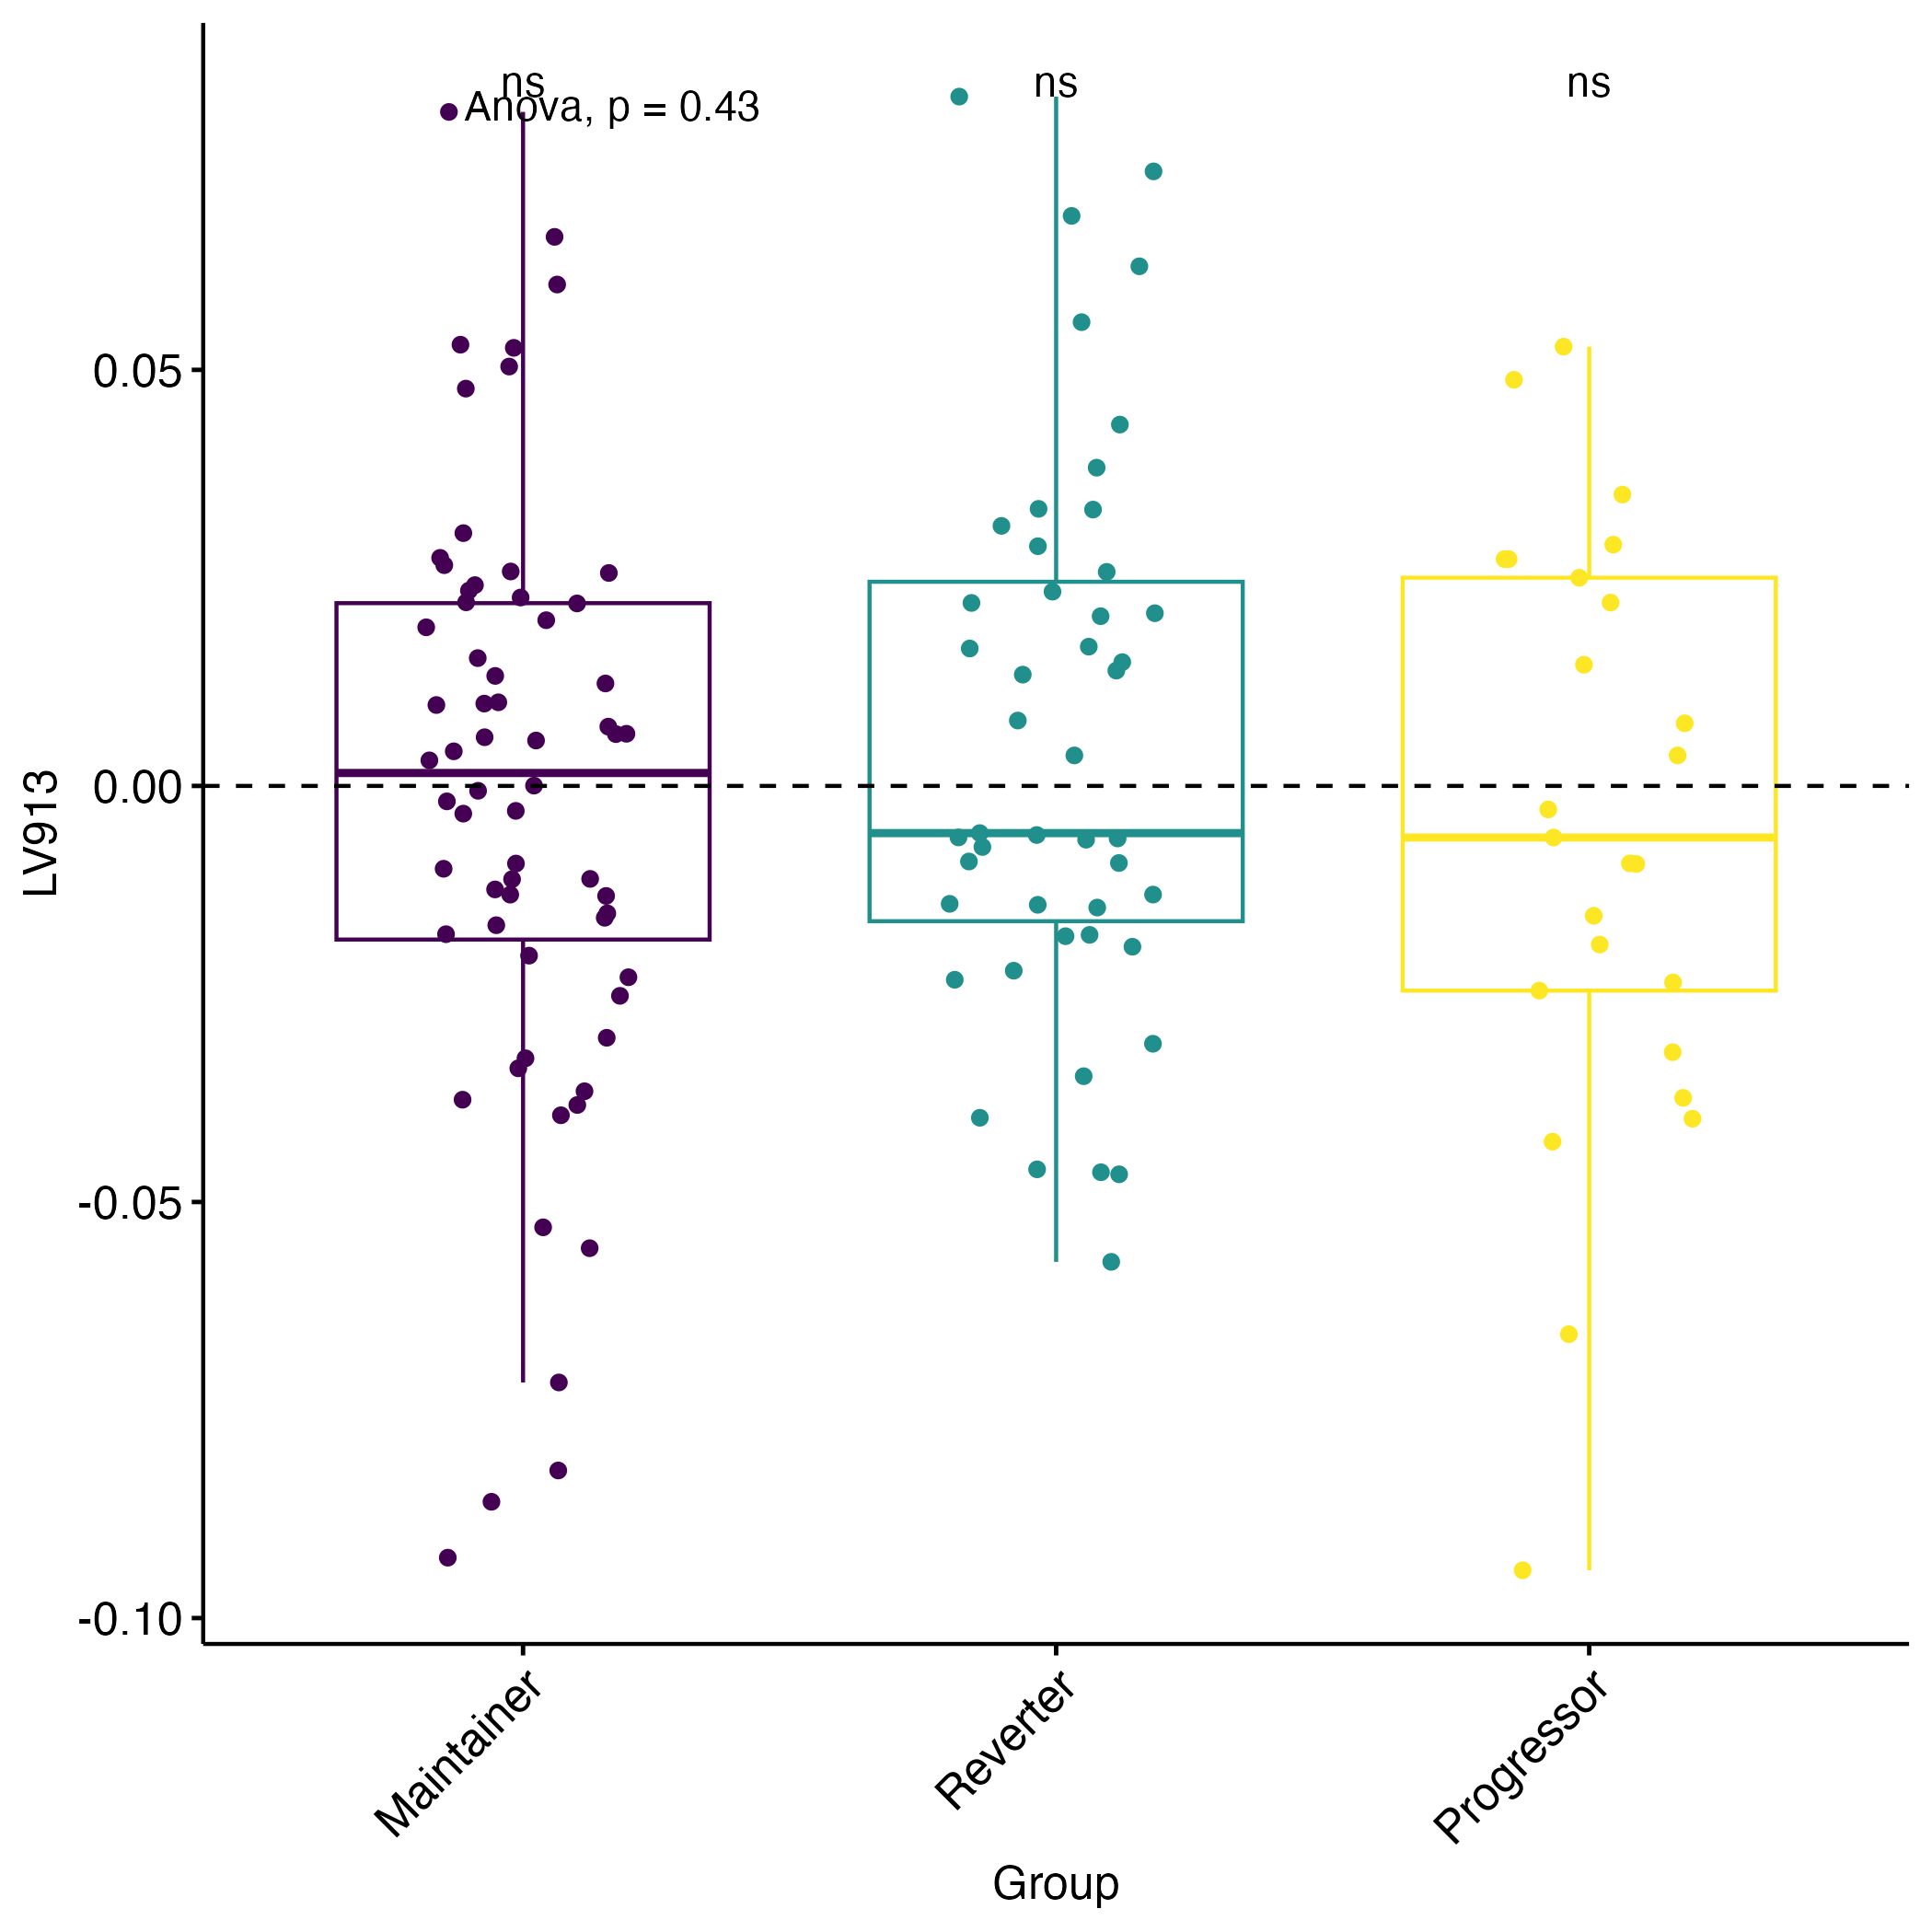 ns
ns
ns
Anova, p = 0.43
0.05
0.00
-0.05
-0.10
LV913
Maintainer
Reverter
Progressor
Group